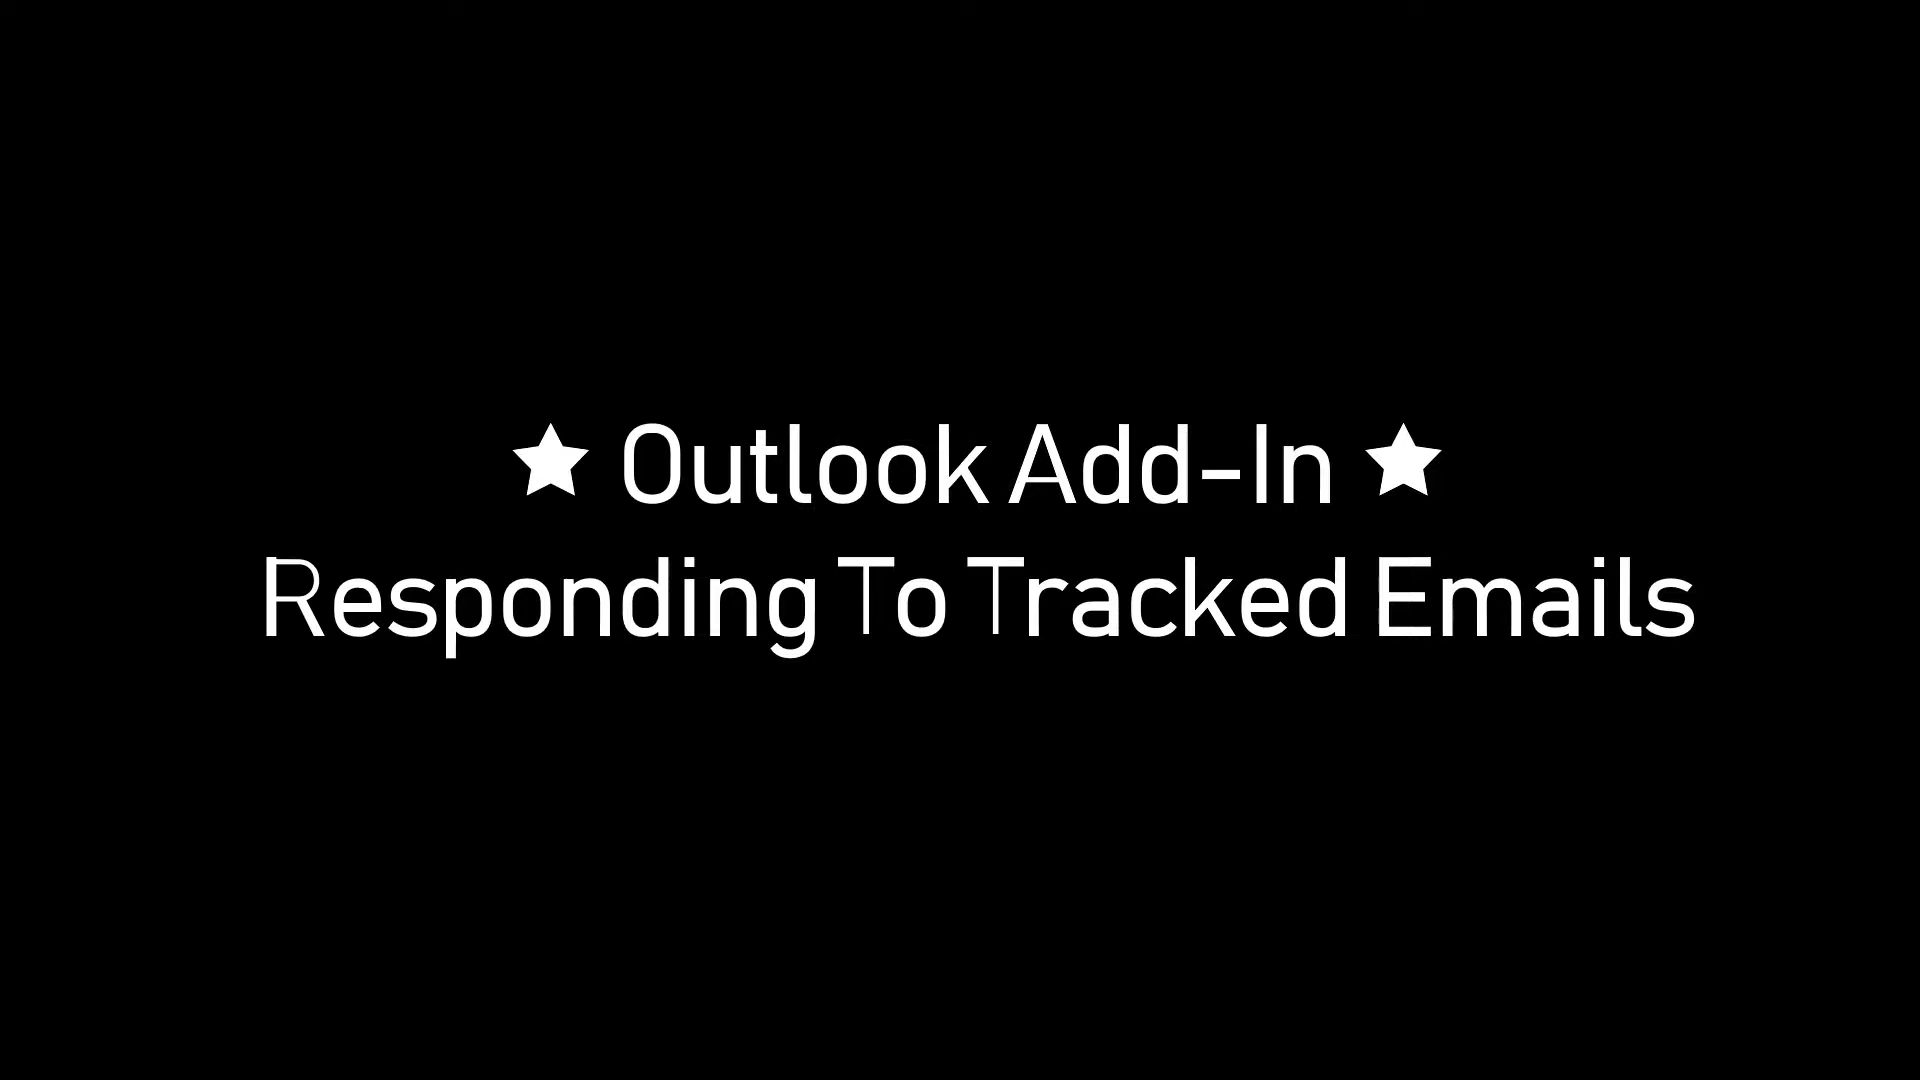 ★ Outlook Add-In ★
Responding To Tracked Emails